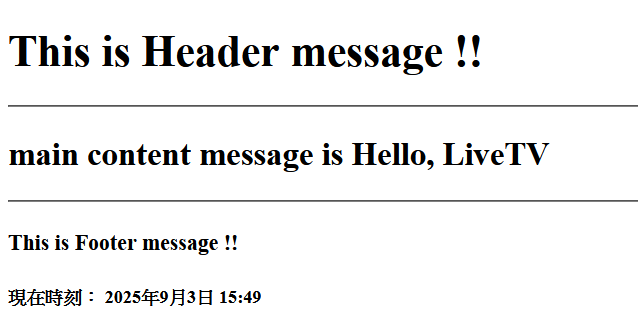 This is Header message !!
main content message is Hello, LiveTV
This is Footer message !!
現在時刻： 2025年9月3日 15:49